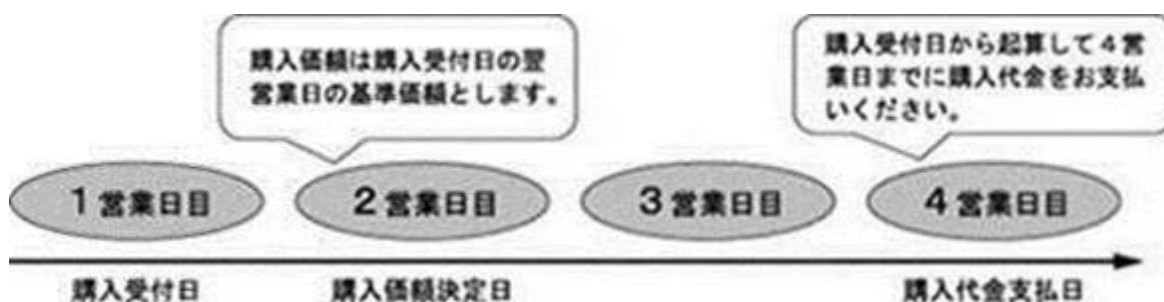 購入価額は購入受付日の翌
営業日の基準価額とします。
購入受付日から起算して4営
業日までに購入代金をお支払
いください。
1営業日目
2営業日目
3営業日目
4営業日目
購入受付日
購入価額決定日
購入代金支払日